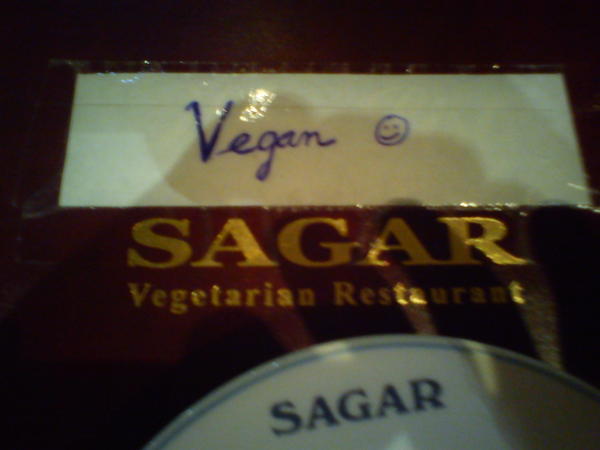 Vegan ☺
SAGAR
Vegetarian Restaurant
SAGAR